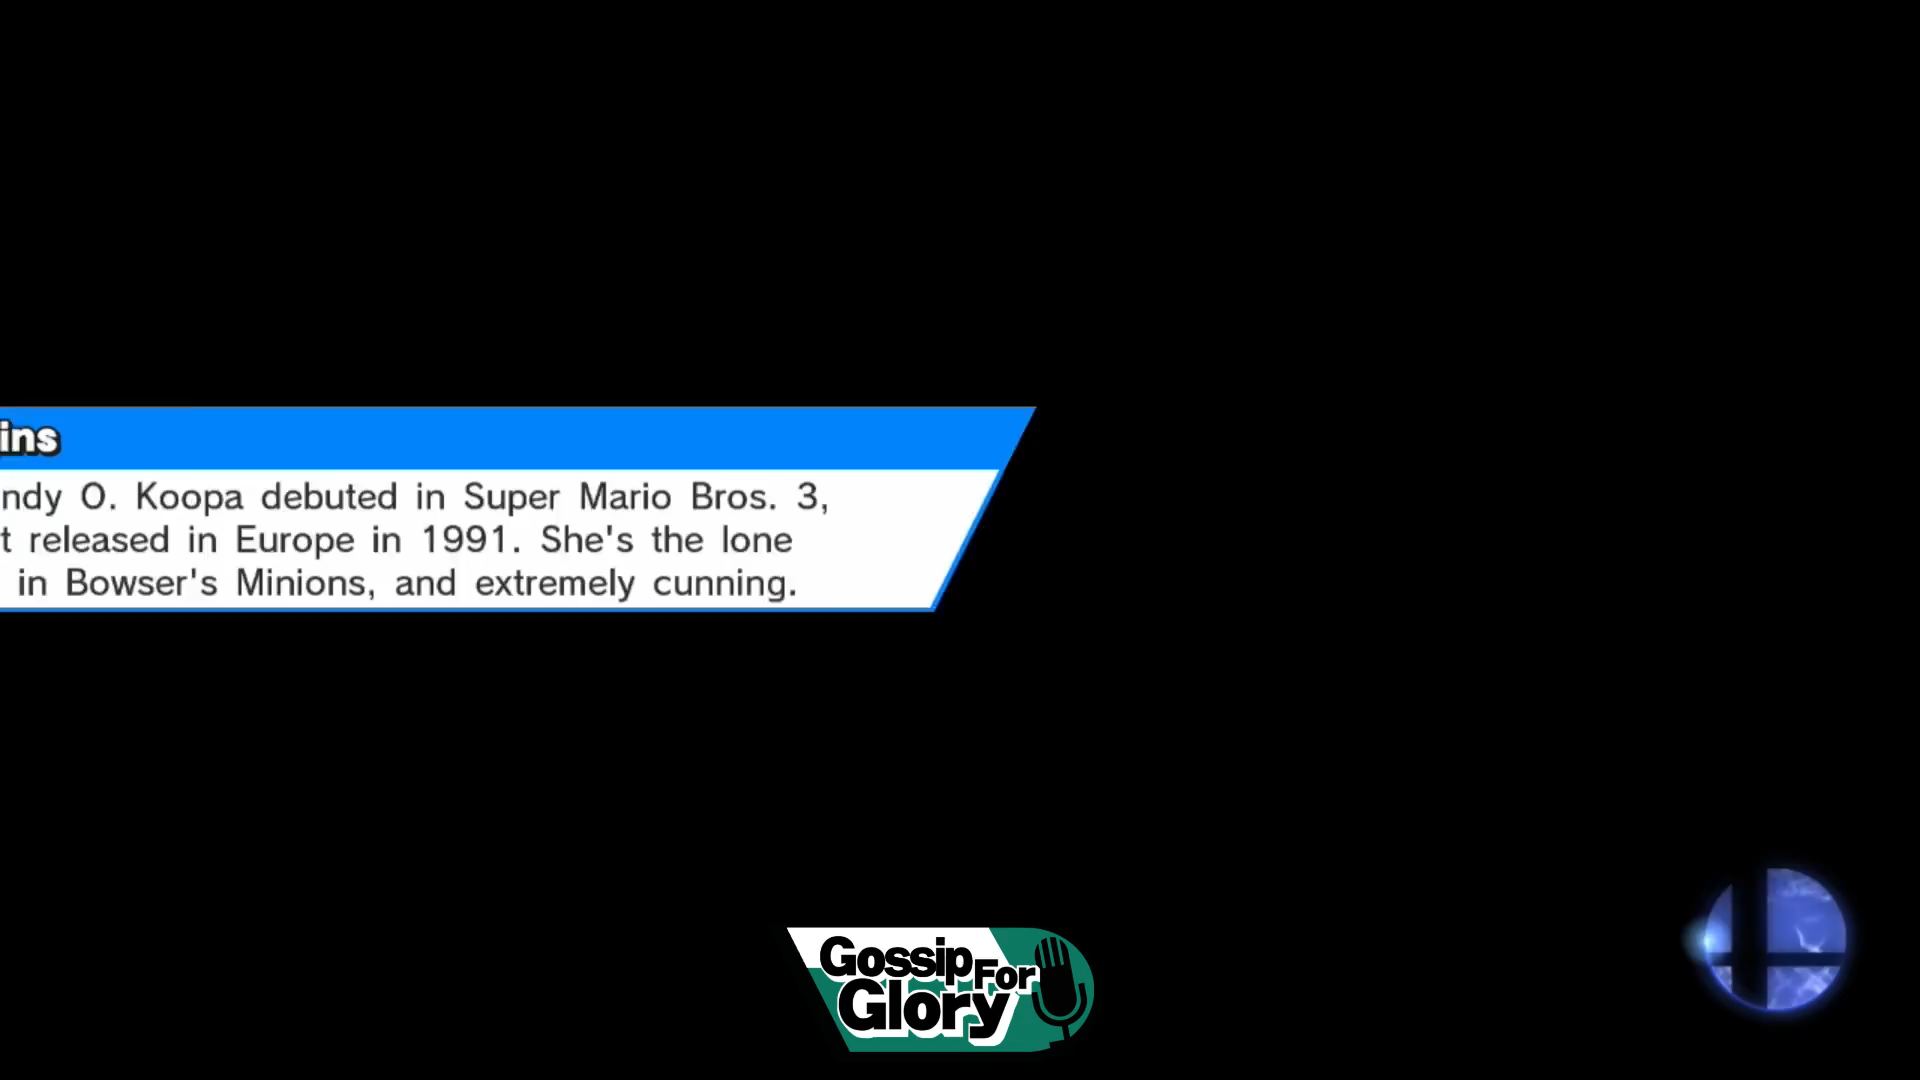 ins
ndy O. Koopa debuted in Super Mario Bros. 3,
t released in Europe in 1991. She's the lone
in Bowser's Minions, and extremely cunning.
Gossip For
Glory